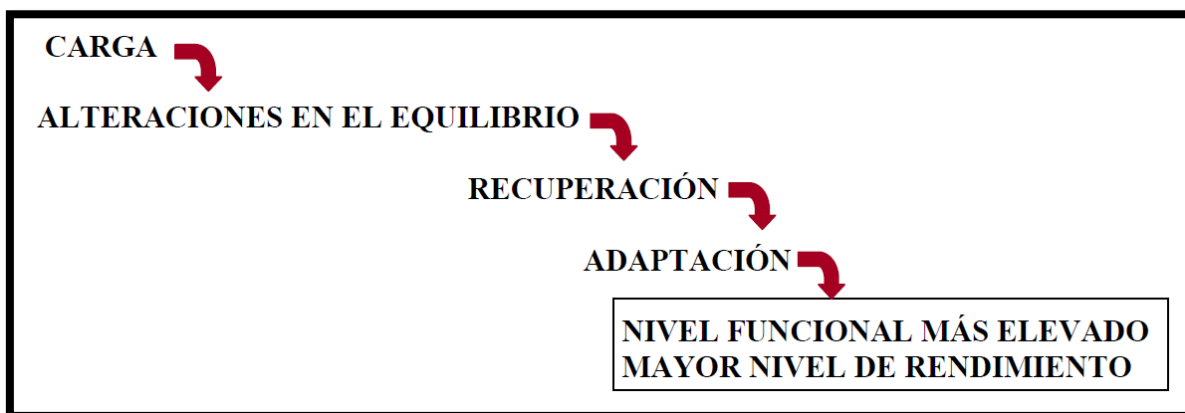 CARGA
ALTERACIONES EN EL EQUILIBRIO
RECUPERACIÓN
ADAPTACIÓN
NIVEL FUNCIONAL MÁS ELEVADO
MAYOR NIVEL DE RENDIMIENTO